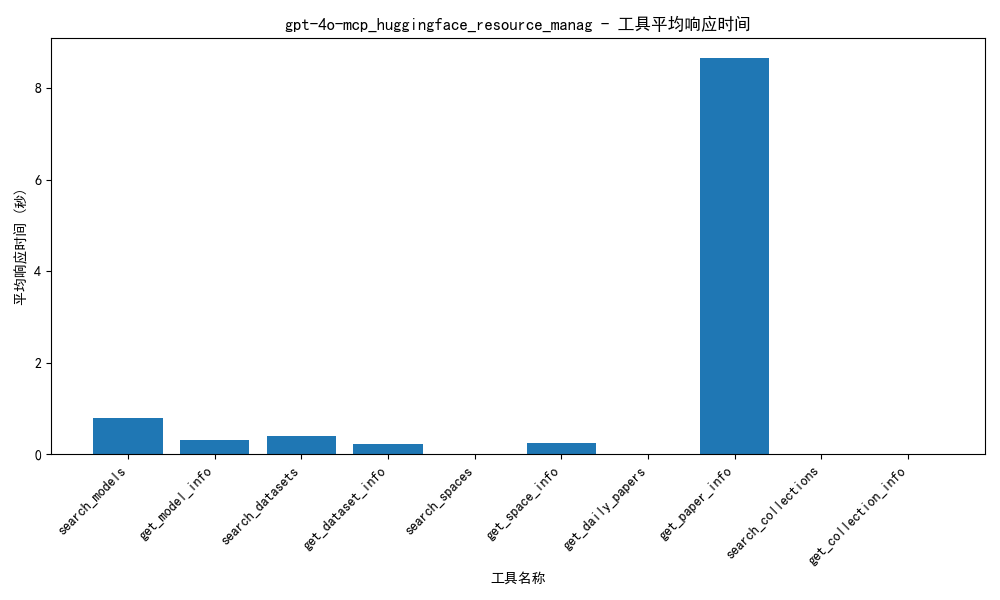 gpt-4o-mcp_huggingface_resource_manag - 工具平均响应时间
平均响应时间 (秒)
8
6
4
2
0
search_models
get_model_info
search_datasets
get_dataset_info
search_spaces
get_space_info
get_daily_papers
get_paper_info
search_collections
get_collection_info
工具名称